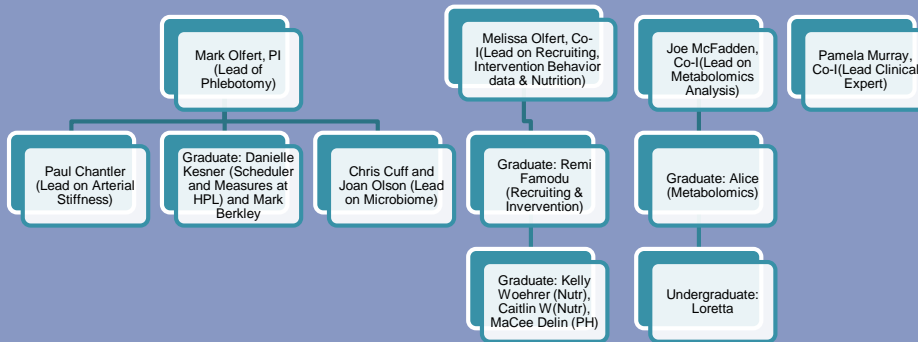 Mark Olfert, PI
(Lead of
Phlebotomy)
Melissa Olfert, Co-
I(Lead on Recruiting,
Intervention Behavior
data & Nutrition)
Joe McFadden,
Co-I(Lead on
Metabolomics
Analysis)
Pamela Murray,
Co-I(Lead Clinical
Expert)
Paul Chantler
(Lead on Arterial
Stiffness)
Graduate: Danielle
Kesner (Scheduler
and Measures at
HPL) and Mark
Berkley
Chris Cuff and
Joan Olson (Lead
on Microbiome)
Graduate: Remi
Famodu
(Recruiting &
Invervention)
Graduate: Alice
(Metabolomics)
Graduate: Kelly
Woehrer (Nutr),
Caitlin W(Nutr),
MaCee Delin (PH)
Undergraduate:
Loretta